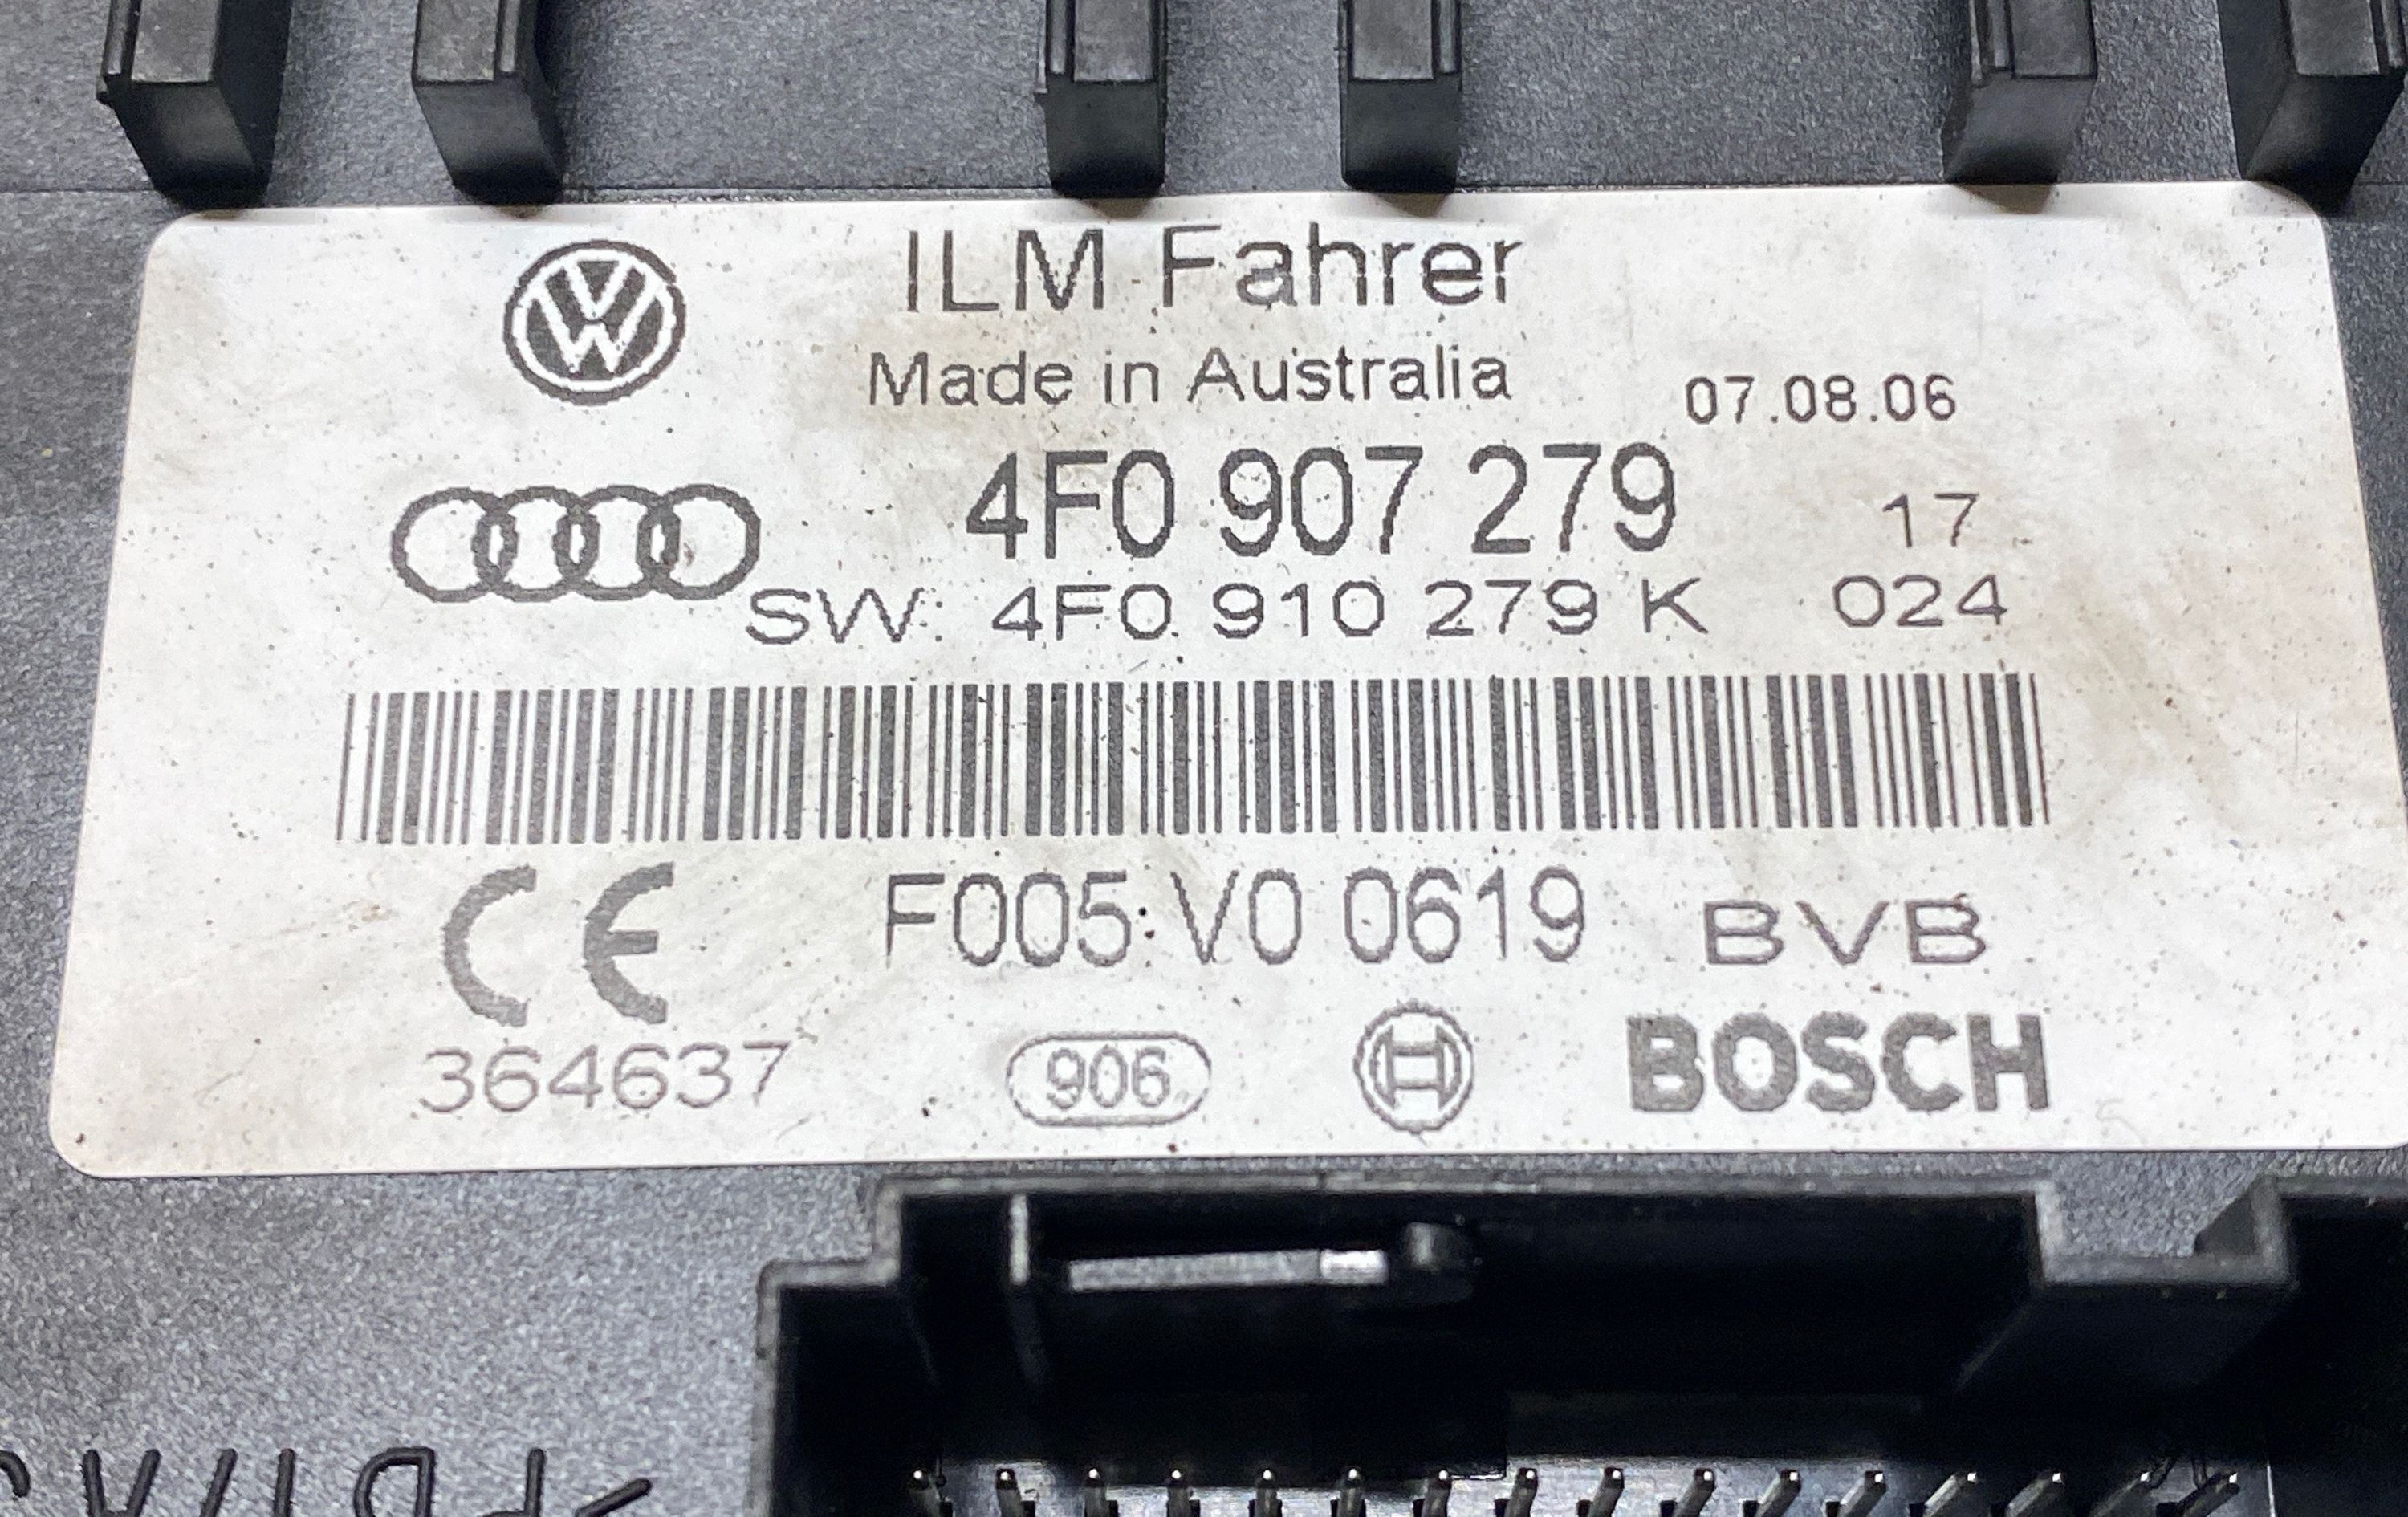 ILM Fahrer
Made in Australia
07.08.06
4F0 907 279 17
SW: 4F0 910 279 K 024
CE F005 V0 0619 BVB
364637 906 BOSCH